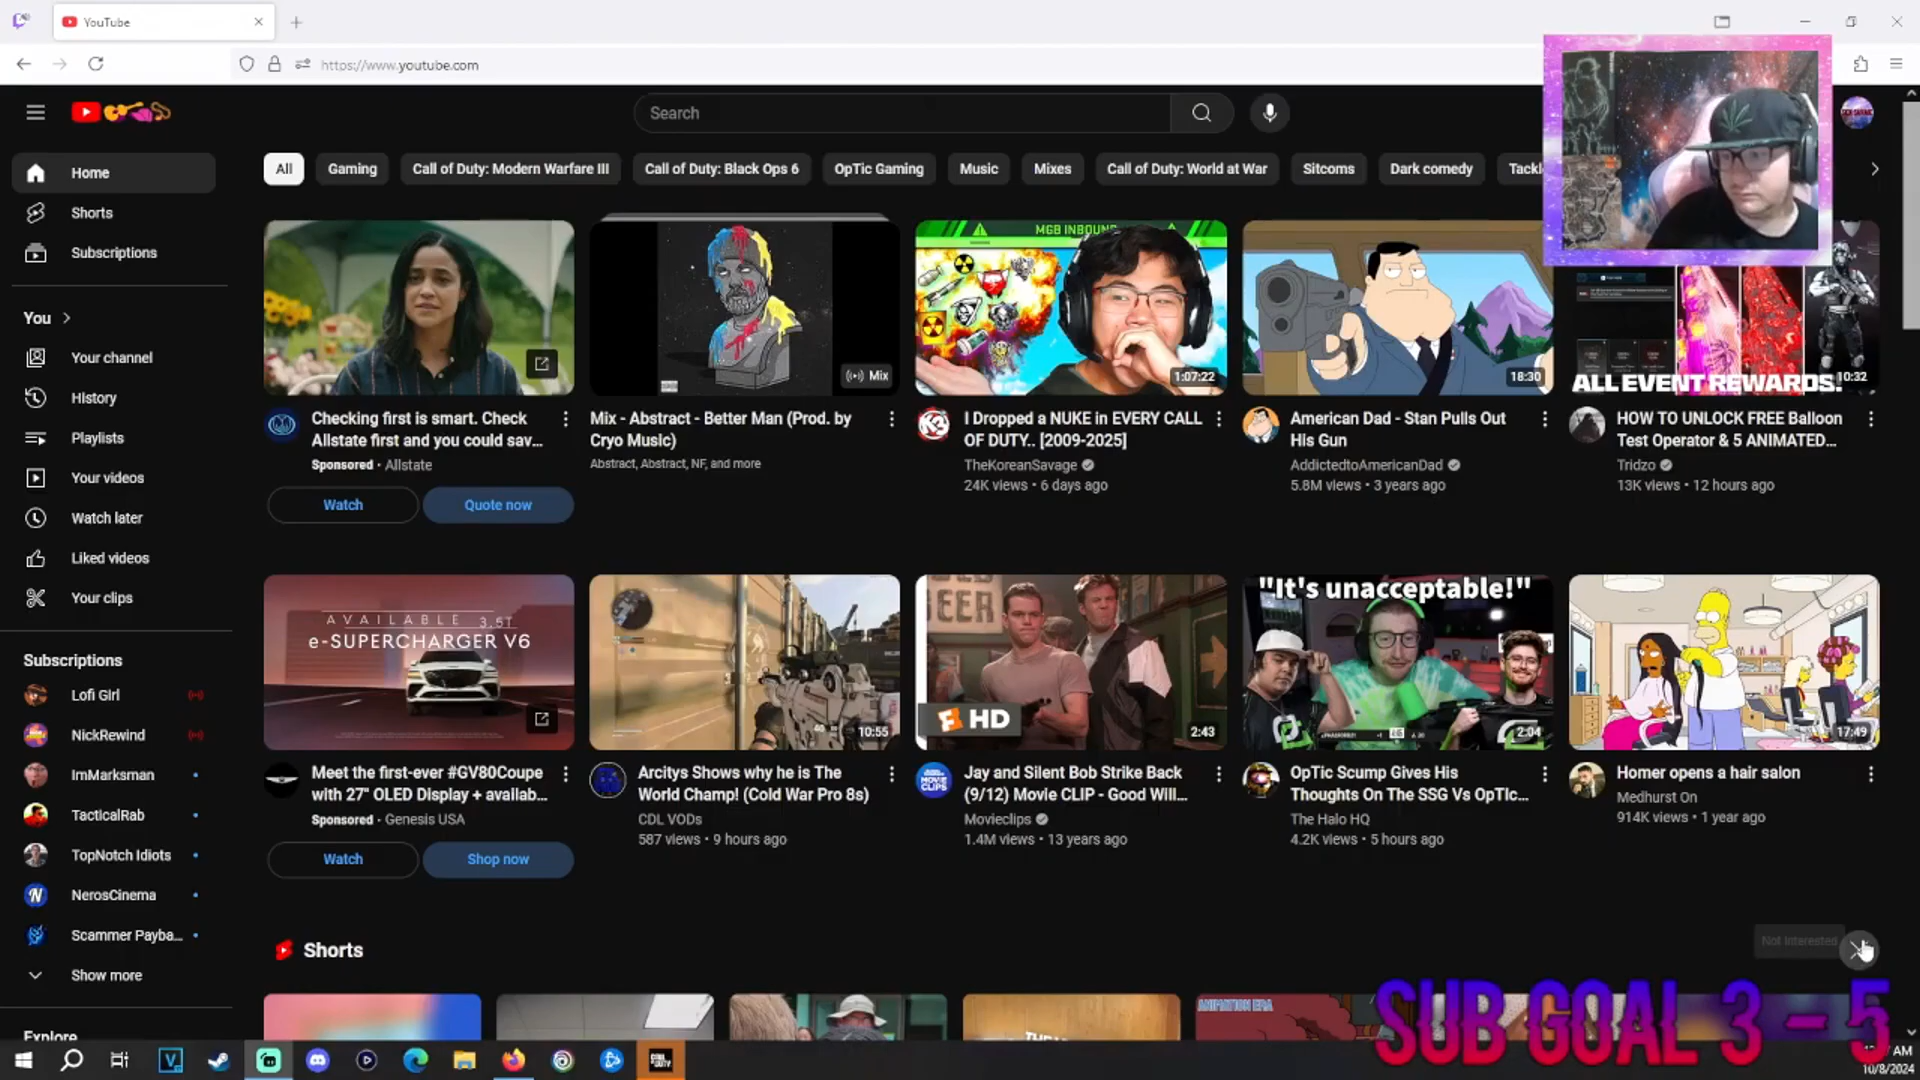 YouTube
https://www.youtube.com
Search
All
Gaming
Call of Duty: Modern Warfare III
Call of Duty: Black Ops 6
OpTic Gaming
Music
Mixes
Call of Duty: World at War
Sitcoms
Dark comedy
Tackl
Home
Shorts
Subscriptions
You
Your channel
History
Playlists
Your videos
Watch later
Liked videos
Your clips
Subscriptions
Lofi Girl
NickRewind
ImMarksman
TacticalRab
TopNotch Idiots
NerosCinema
Scammer Payba...
Show more
Explore
Checking first is smart. Check
Allstate first and you could sav...
Sponsored • Allstate
Watch
Quote now
Mix
Mix - Abstract - Better Man (Prod. by
Cryo Music)
Abstract, Abstract, NF, and more
MGB INBOUND
1:07:22
I Dropped a NUKE in EVERY CALL
OF DUTY.. [2009-2025]
TheKoreanSavage
24K views • 6 days ago
18:30
American Dad - Stan Pulls Out
His Gun
AddictedtoAmericanDad
5.8M views • 3 years ago
ALL EVENT REWARDS.
10:32
HOW TO UNLOCK FREE Balloon
Test Operator & 5 ANIMATED...
Tridzo
13K views • 12 hours ago
AVAILABLE 3.5T
e-SUPERCHARGER V6
Meet the first-ever #GV80Coupe
with 27" OLED Display + availab...
Sponsored • Genesis USA
Watch
Shop now
10:55
Arcitys Shows why he is The
World Champ! (Cold War Pro 8s)
CDL VODs
587 views • 9 hours ago
BEER
HD
2:43
MOVIE CLIPS
Jay and Silent Bob Strike Back
(9/12) Movie CLIP - Good Will...
Movieclips
1.4M views • 13 years ago
"It's unacceptable!"
2:04
OpTic Scump Gives His
Thoughts On The SSG Vs OpTIc...
The Halo HQ
4.2K views • 5 hours ago
17:49
Homer opens a hair salon
Medhurst On
914K views • 1 year ago
Shorts
Not interested
ANIMATION ERA
SUB GOAL 3 - 5
AM
10/8/2024